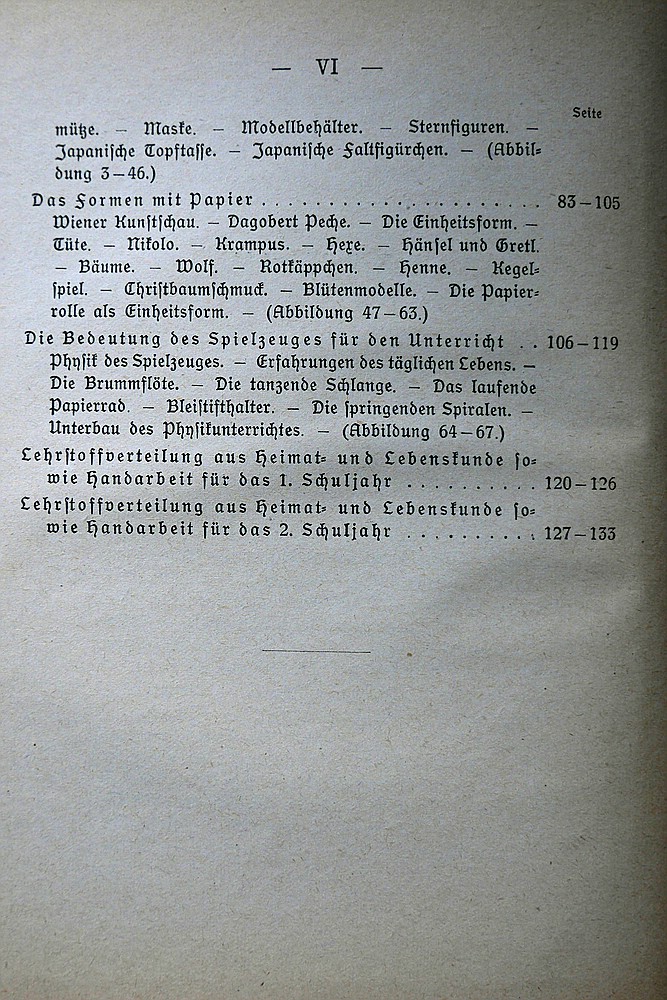 — VI —
Seite
mütze. — Maske. — Modellbehälter. — Sternfiguren. —
Japanische Topftasse. — Japanische Faltfigürchen. — (Abbil-
dung 3—46.)
Das Formen mit Papier . . . . . . . . . . . . . . . . . . . . . 83—105
Wiener Kunstschau. — Dagobert Peche. — Die Einheitsform. —
Tüte. — Nikolo. — Krampus. — Hexe. — Hänsel und Gretl.
— Bäume. — Wolf. — Rotkäppchen. — Henne. — Kegel-
spiel. — Christbaumschmuck. — Blütenmodelle. — Die Papier-
rolle als Einheitsform. — (Abbildung 47—63.)
Die Bedeutung des Spielzeuges für den Unterricht . . 106—119
Physik des Spielzeuges. — Erfahrungen des täglichen Lebens. —
Die Brummflöte. — Die tanzende Schlange. — Das laufende
Papierrad. — Bleistifthalter. — Die springenden Spiralen. —
Unterbau des Physikunterrichtes. — (Abbildung 64—67.)
Lehrstoffverteilung aus Heimat- und Lebenskunde so-
wie Handarbeit für das 1. Schuljahr . . . . . . . . . . 120—126
Lehrstoffverteilung aus Heimat- und Lebenskunde so-
wie Handarbeit für das 2. Schuljahr . . . . . . . . . . 127—133